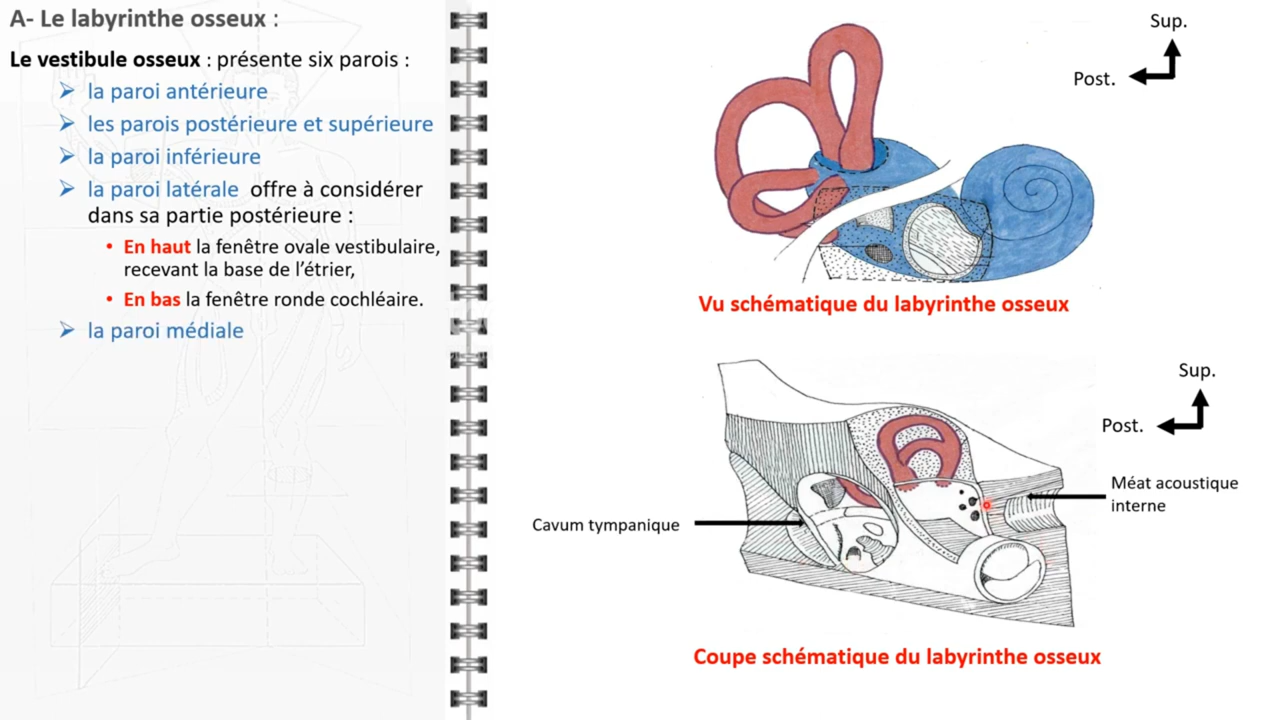 A- Le labyrinthe osseux :
Le vestibule osseux : présente six parois :
la paroi antérieure
les parois postérieure et supérieure
la paroi inférieure
la paroi latérale offre à considérer
dans sa partie postérieure :
En haut la fenêtre ovale vestibulaire,
recevant la base de l'étrier,
En bas la fenêtre ronde cochléaire.
la paroi médiale
Sup.
Post.
Vu schématique du labyrinthe osseux
Sup.
Post.
Méat acoustique
interne
Cavum tympanique
Coupe schématique du labyrinthe osseux